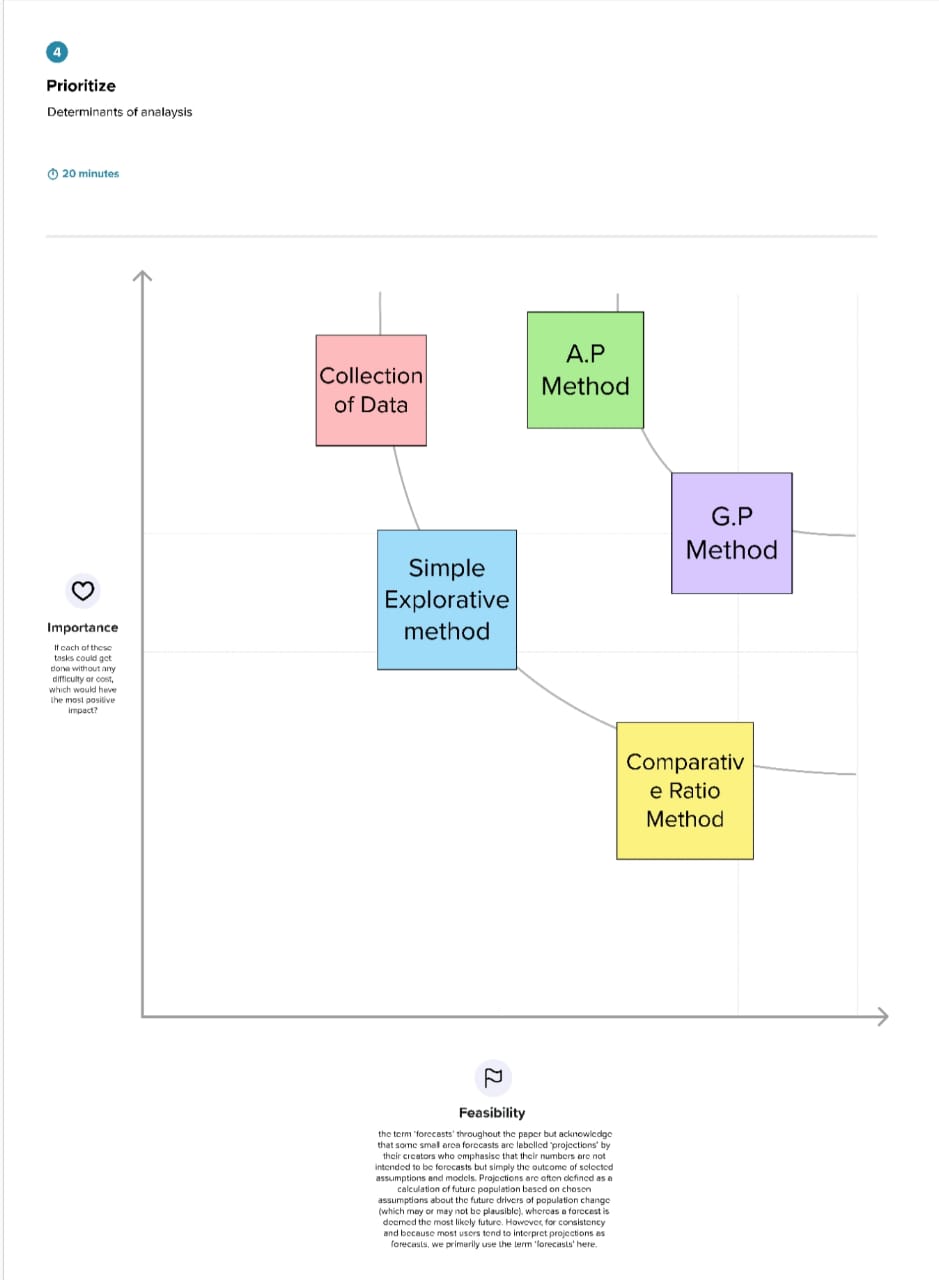 4
Prioritize
Determinants of analaysis
20 minutes
Collection
of Data
A.P
Method
G.P
Method
Simple
Explorative
method
Importance
If each of these
tasks could get
done without any
difficulty or cost,
which would have
the most positive
impact?
Comparativ
e Ratio
Method
Feasibility
the term 'forecasts' throughout the paper but acknowledge
that some small area forecasts are labelled 'projections' by
their creators who emphasise that their numbers are not
intended to be forecasts but simply the outcome of selected
assumptions and models. Projections are often defined as a
calculation of future population based on chosen
assumptions about the future drivers of population change
(which may or may not be plausible), whereas a forecast is
deemed the most likely future. However, for consistency
and because most users tend to interpret projections as
forecasts, we primarily use the term 'forecasts' here.